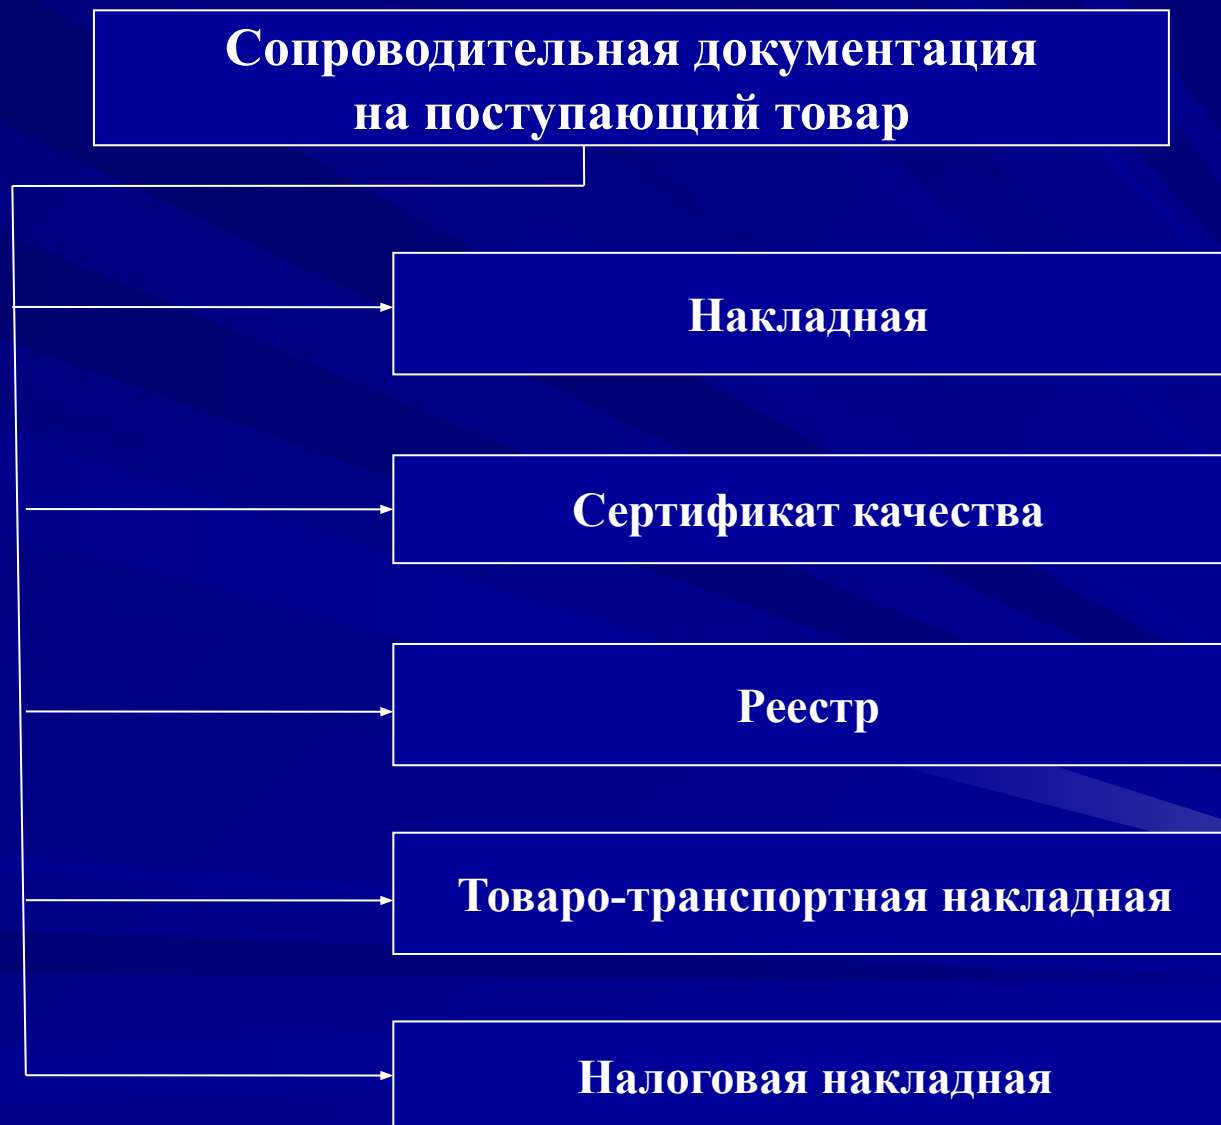 Сопроводительная документация
на поступающий товар
Накладная
Сертификат качества
Реестр
Товаро-транспортная накладная
Налоговая накладная